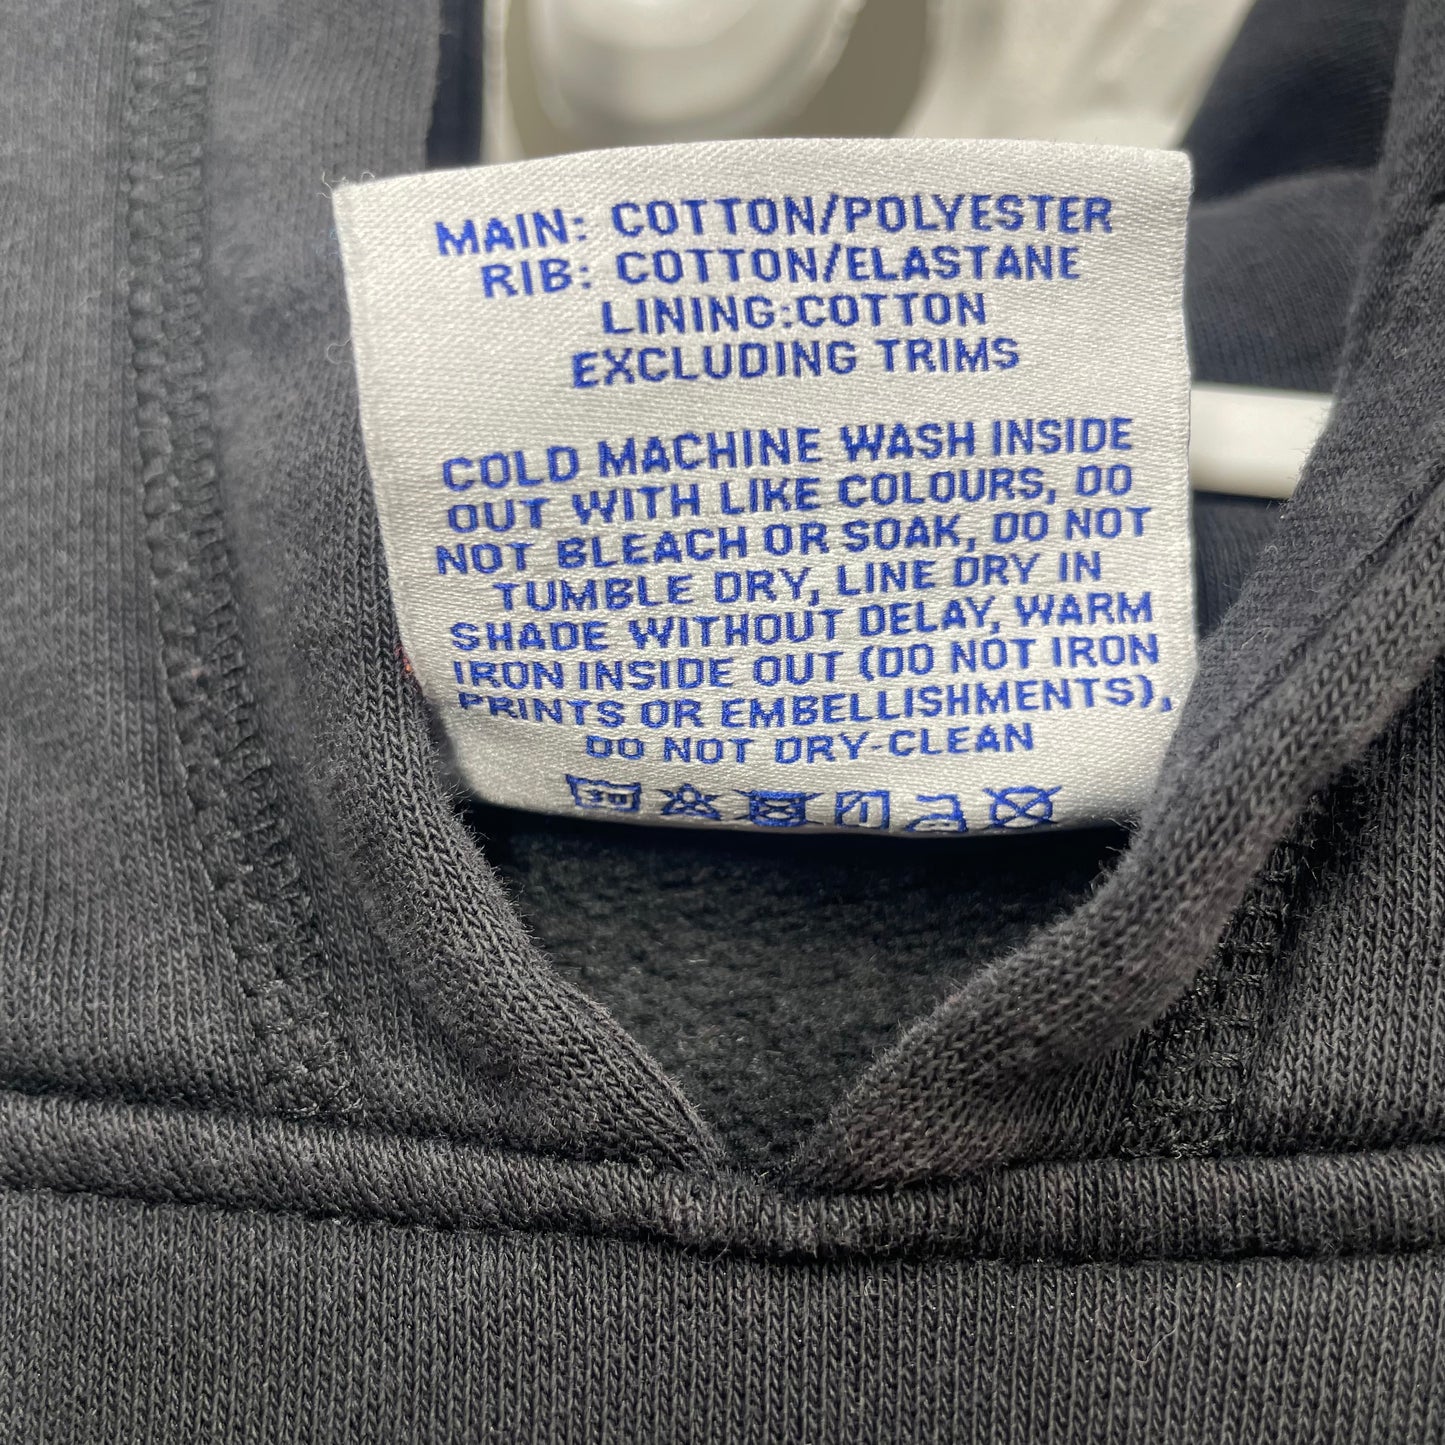 MAIN: COTTON/POLYESTER
RIB: COTTON/ELASTANE
LINING:COTTON
EXCLUDING TRIMS
COLD MACHINE WASH INSIDE
OUT WITH LIKE COLOURS, DO
NOT BLEACH OR SOAK, DO NOT
TUMBLE DRY, LINE DRY IN
SHADE WITHOUT DELAY, WARM
IRON INSIDE OUT (DO NOT IRON
PRINTS OR EMBELLISHMENTS),
DO NOT DRY-CLEAN
30